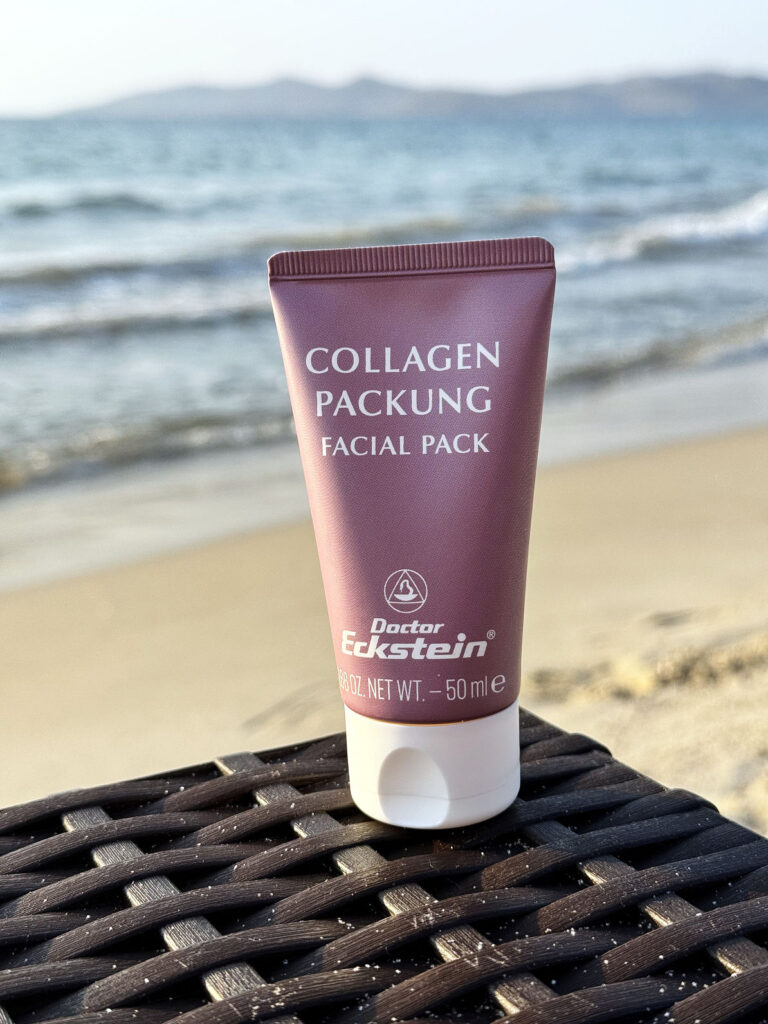 COLLAGEN
PACKUNG
FACIAL PACK
Doctor
Eckstein®
OZ. NET WT. – 50 ml ℮